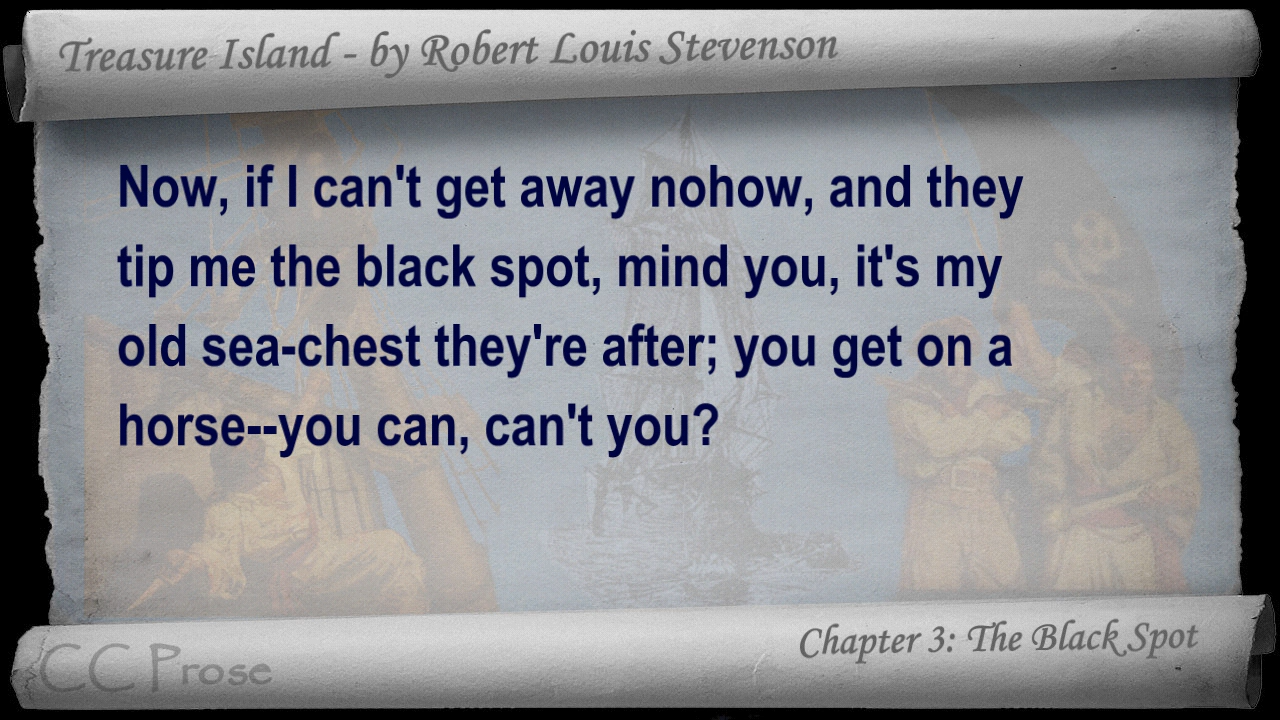 Treasure Island - by Robert Louis Stevenson
Now, if I can't get away nohow, and they
tip me the black spot, mind you, it's my
old sea-chest they're after; you get on a
horse--you can, can't you?
Chapter 3: The Black Spot
CC Prose